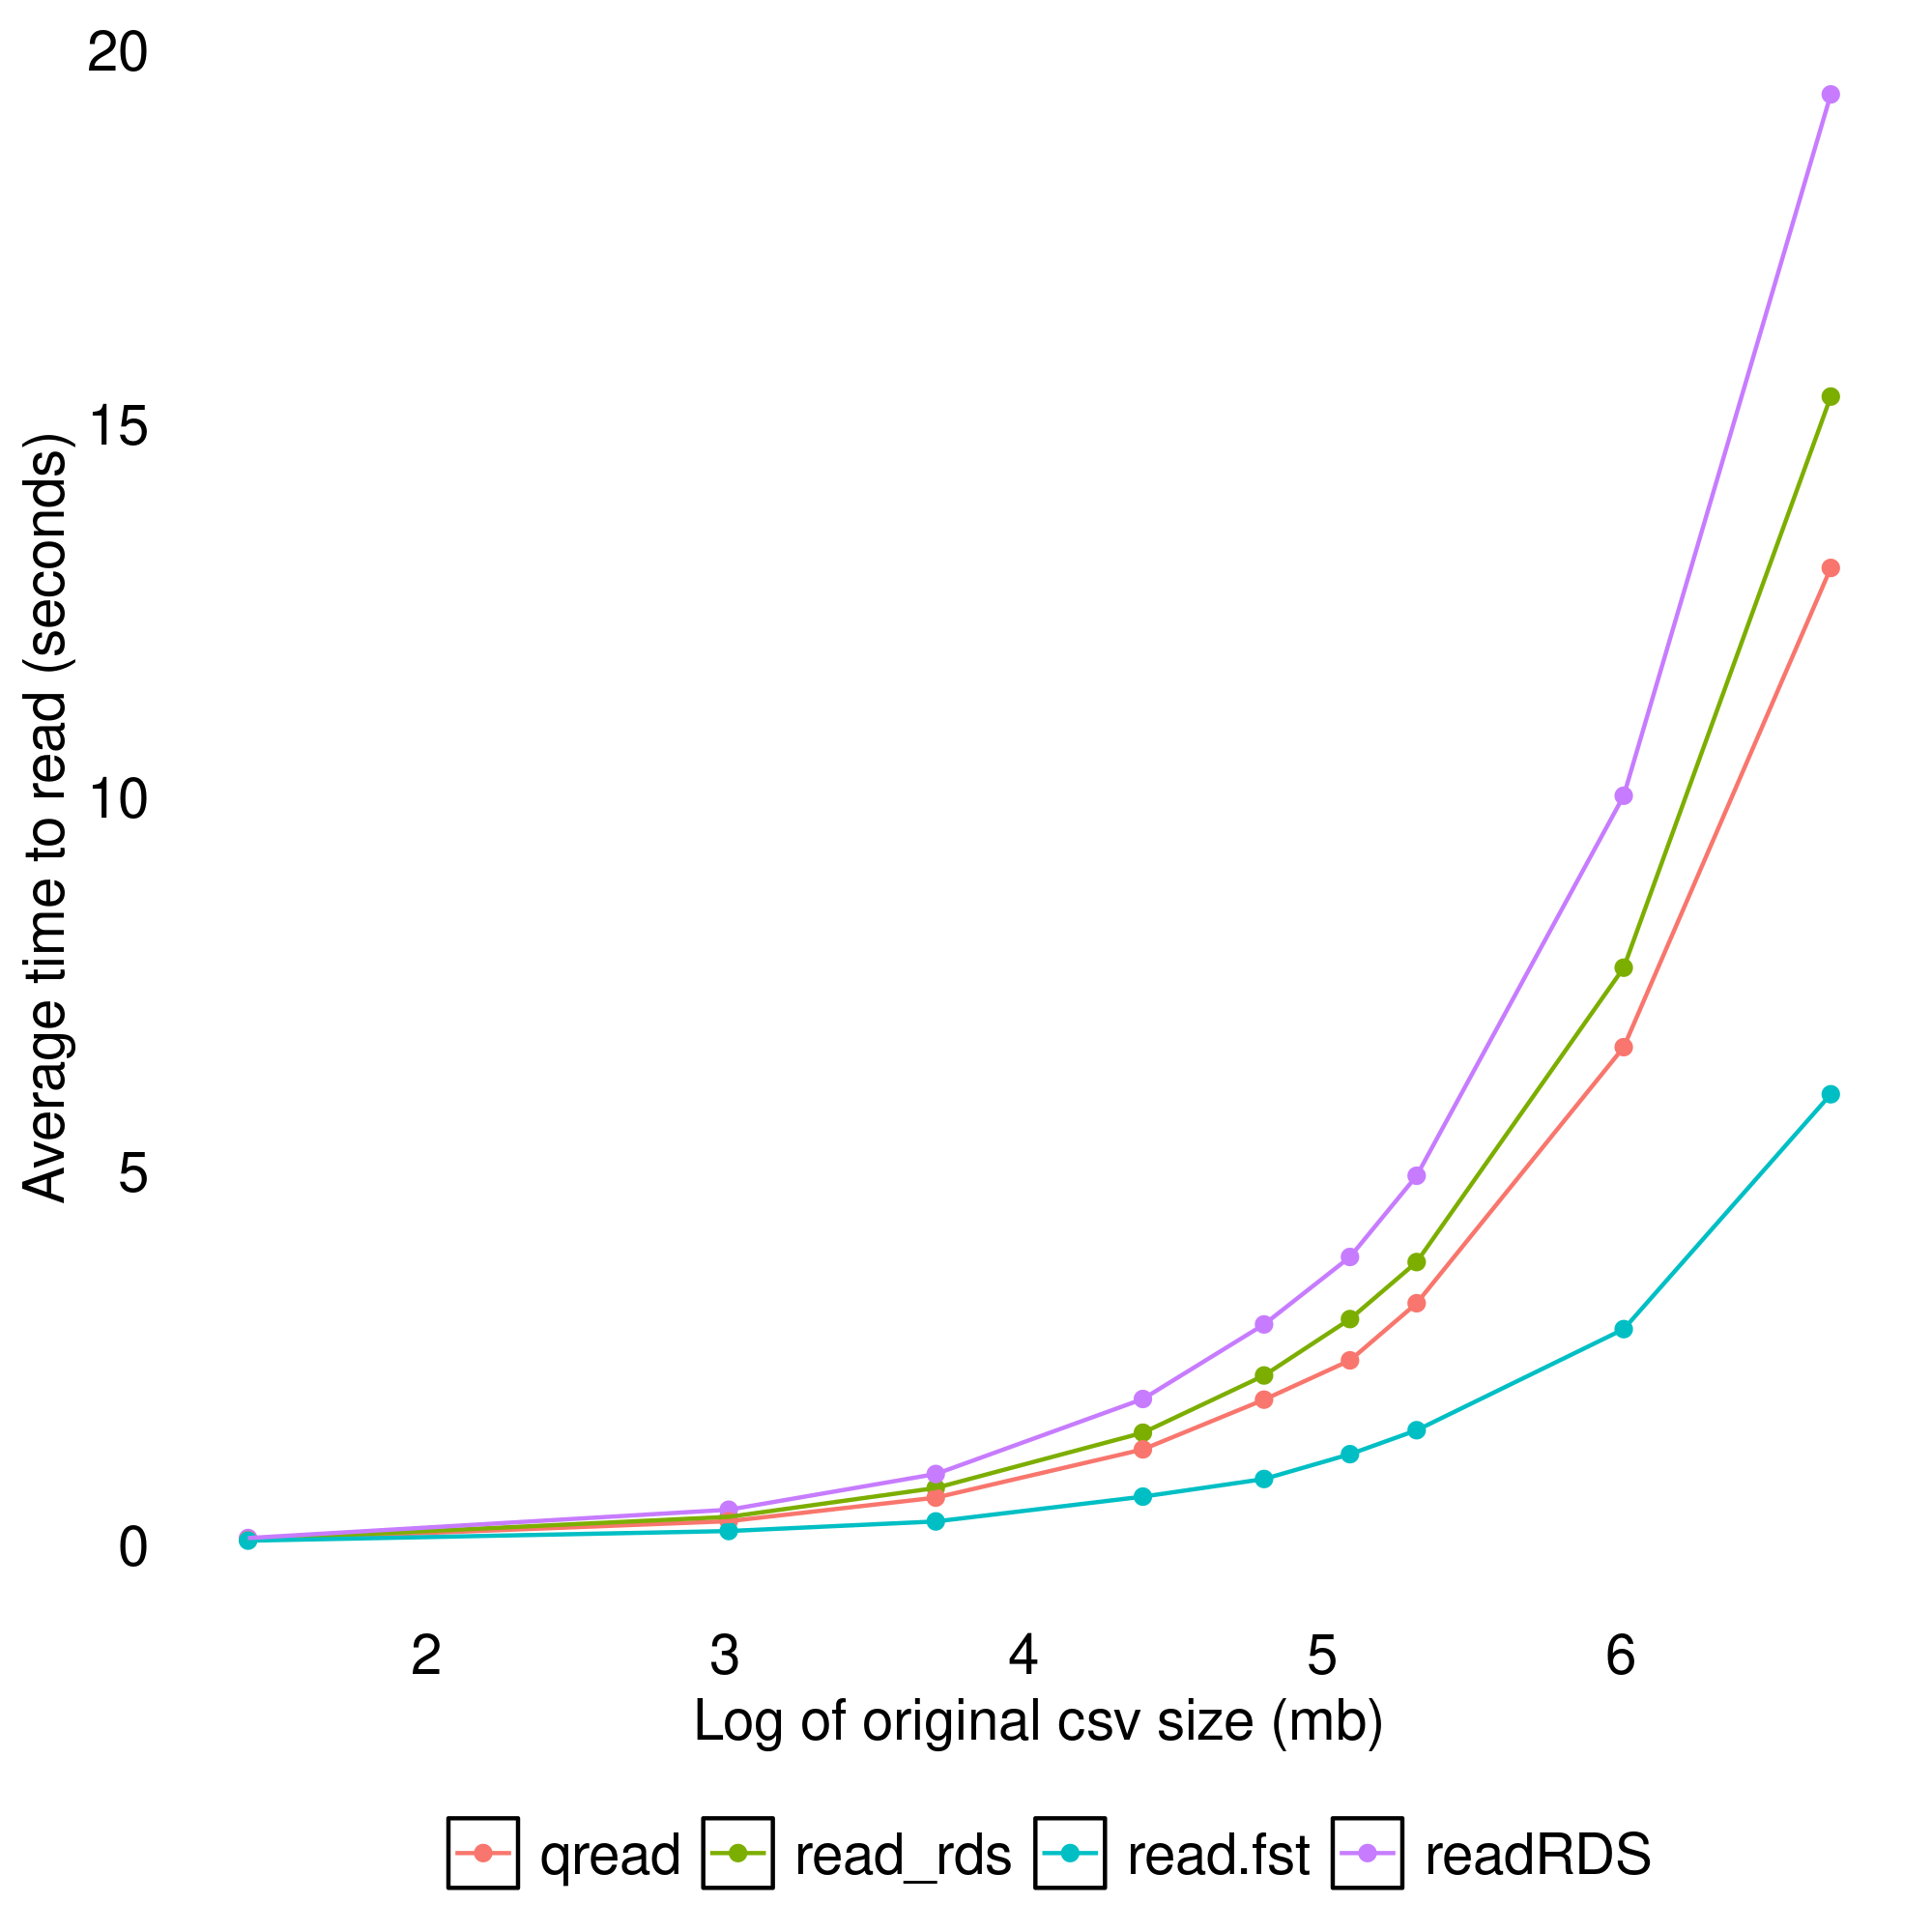 20
15
10
5
0
Average time to read (seconds)
2 3 4 5 6
Log of original csv size (mb)
qread read_rds read.fst readRDS